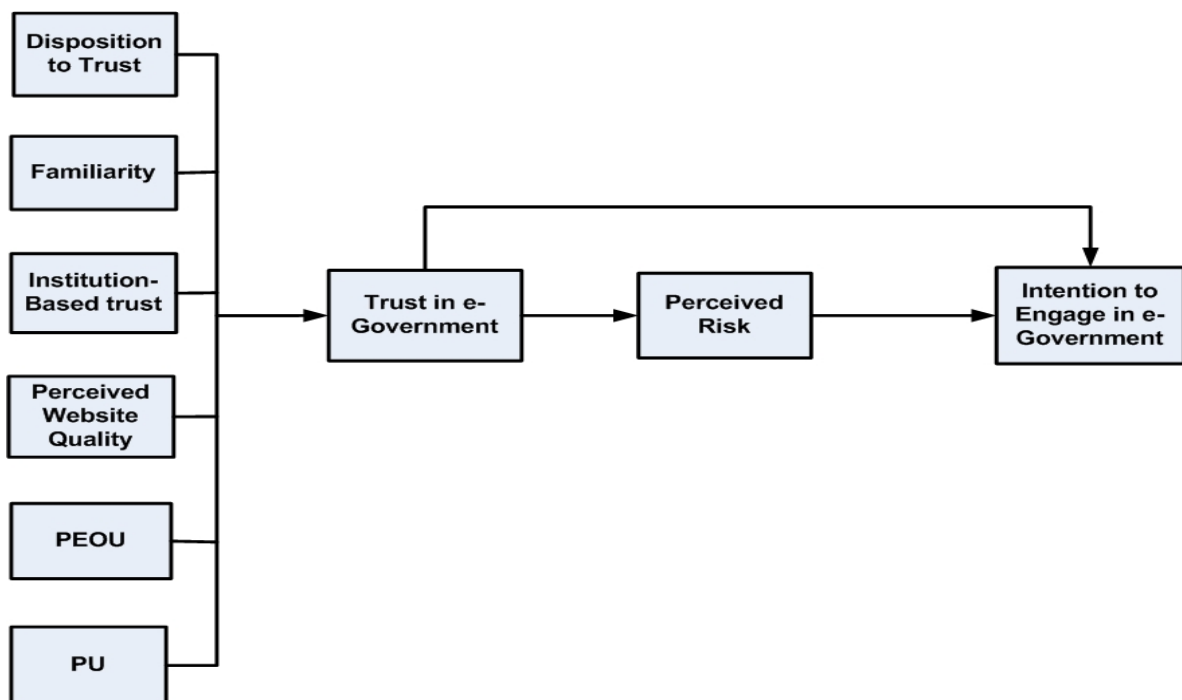 Disposition
to Trust
Familiarity
Institution-
Based trust
Perceived
Website
Quality
PEOU
PU
Trust in e-
Government
Perceived
Risk
Intention to
Engage in e-
Government